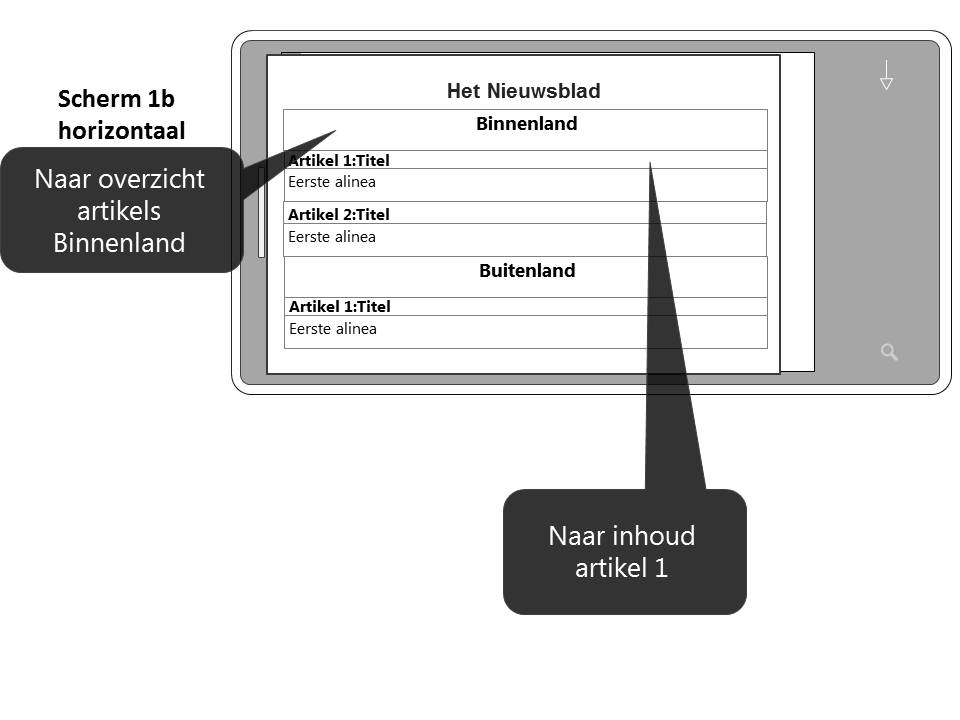 Scherm 1b
horizontaal
Naar overzicht
artikels
Binnenland
Het Nieuwsblad
Binnenland
Artikel 1:Titel
Eerste alinea
Artikel 2:Titel
Eerste alinea
Buitenland
Artikel 1:Titel
Eerste alinea
Naar inhoud
artikel 1